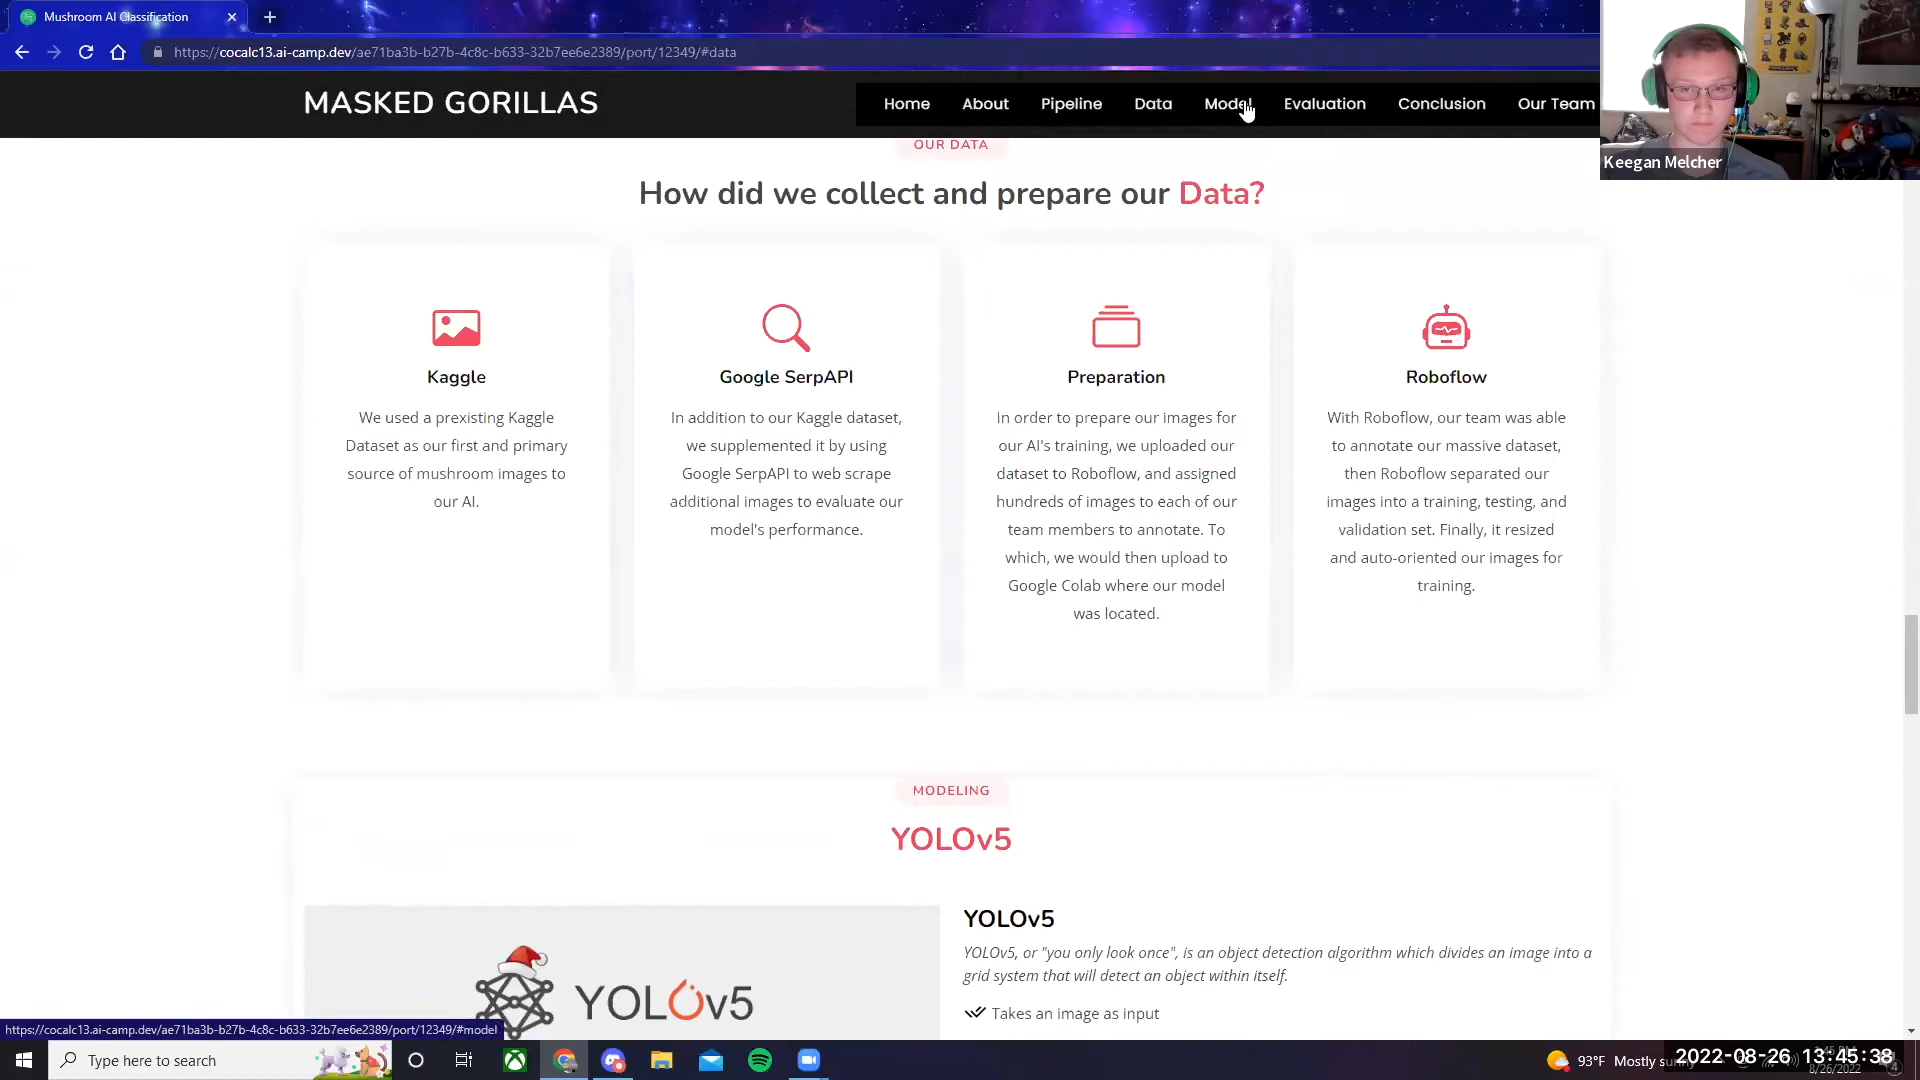 Mushroom AI Classification
https://cocalc13.ai-camp.dev/ae71ba3b-b27b-4c8c-b633-32b7ee6e2389/port/12349/#data
MASKED GORILLAS
Home About Pipeline Data Model Evaluation Conclusion Our Team
Keegan Melcher
OUR DATA
How did we collect and prepare our Data?
Kaggle
We used a prexisting Kaggle
Dataset as our first and primary
source of mushroom images to
our AI.
Google SerpAPI
In addition to our Kaggle dataset,
we supplemented it by using
Google SerpAPI to web scrape
additional images to evaluate our
model's performance.
Preparation
In order to prepare our images for
our AI's training, we uploaded our
dataset to Roboflow, and assigned
hundreds of images to each of our
team members to annotate. To
which, we would then upload to
Google Colab where our model
was located.
Roboflow
With Roboflow, our team was able
to annotate our massive dataset,
then Roboflow separated our
images into a training, testing, and
validation set. Finally, it resized
and auto-oriented our images for
training.
MODELING
YOLOv5
YOLOv5
YOLOv5
YOLOv5, or "you only look once", is an object detection algorithm which divides an image into a
grid system that will detect an object within itself.
Takes an image as input
https://cocalc13.ai-camp.dev/ae71ba3b-b27b-4c8c-b633-32b7ee6e2389/port/12349/#model
Type here to search
93°F Mostly sunny
2022-08-26 13:45:38
8/26/2022